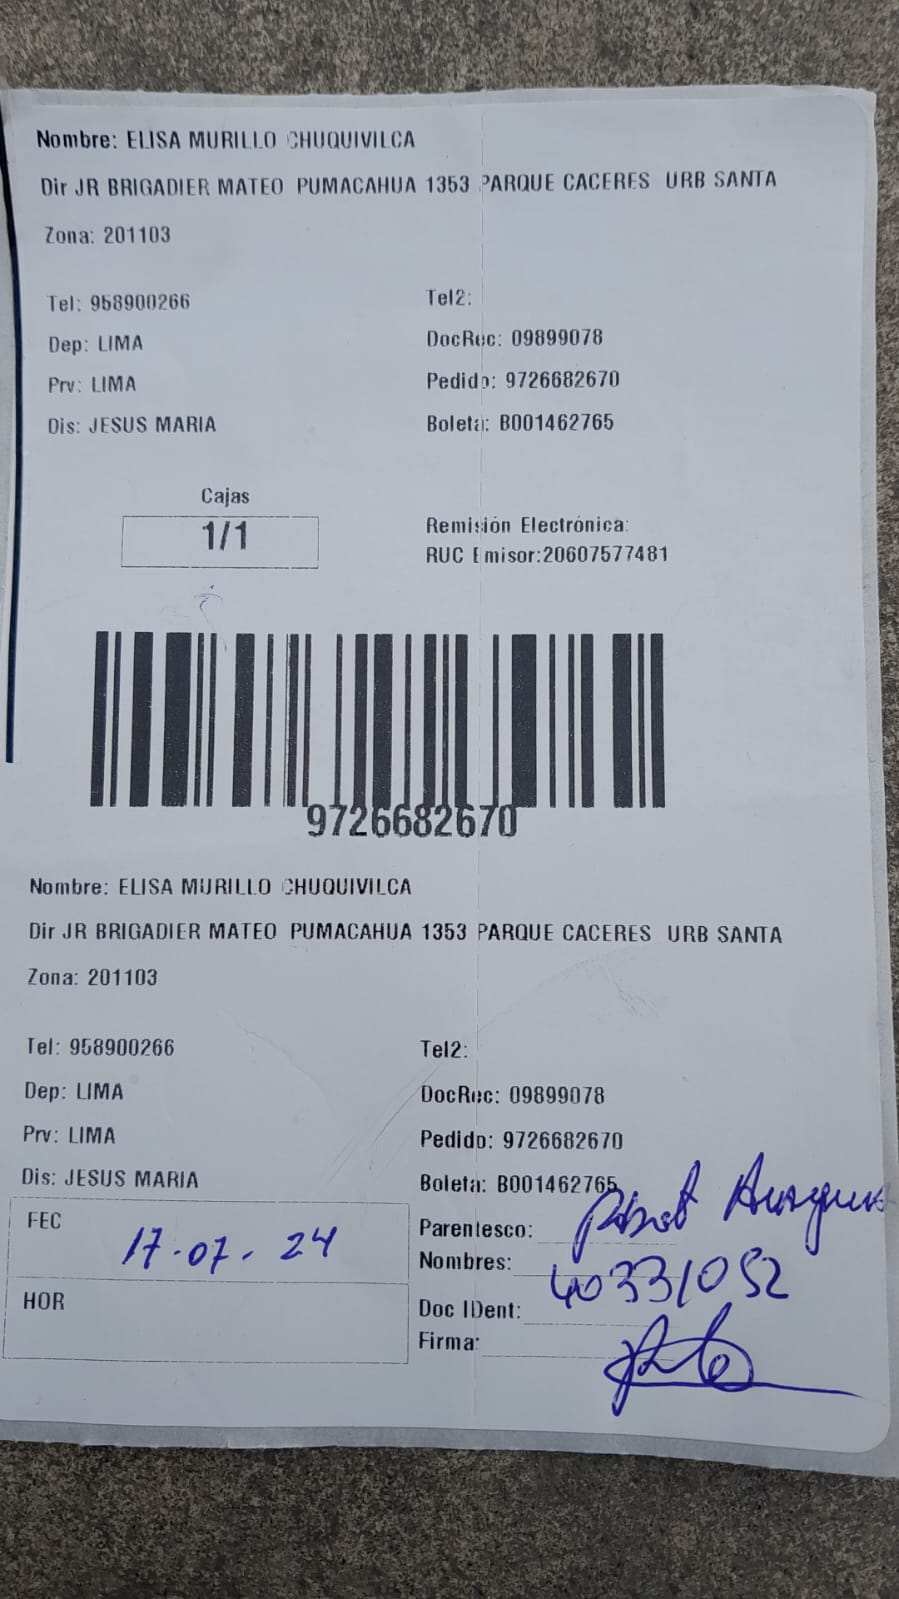 Nombre: ELISA MURILLO CHUQUIVILCA
Dir JR BRIGADIER MATEO PUMACAHUA 1353 PARQUE CACERES URB SANTA
Zona: 201103
Tel: 958900266 Tel2:
Dep: LIMA DocRec: 09899078
Prv: LIMA Pedido: 9726682670
Dis: JESUS MARIA Boleta: B001462765
Cajas
1/1
Remisión Electrónica:
RUC Emisor:20607577481
9726682670
Nombre: ELISA MURILLO CHUQUIVILCA
Dir JR BRIGADIER MATEO PUMACAHUA 1353 PARQUE CACERES URB SANTA
Zona: 201103
Tel: 958900266 Tel2:
Dep: LIMA DocRec: 09899078
Prv: LIMA Pedido: 9726682670
Dis: JESUS MARIA Boleta: B001462765
FEC 17.07.24
HOR
Parentesco:
Nombres:
40331052
Doc IDent:
Firma: